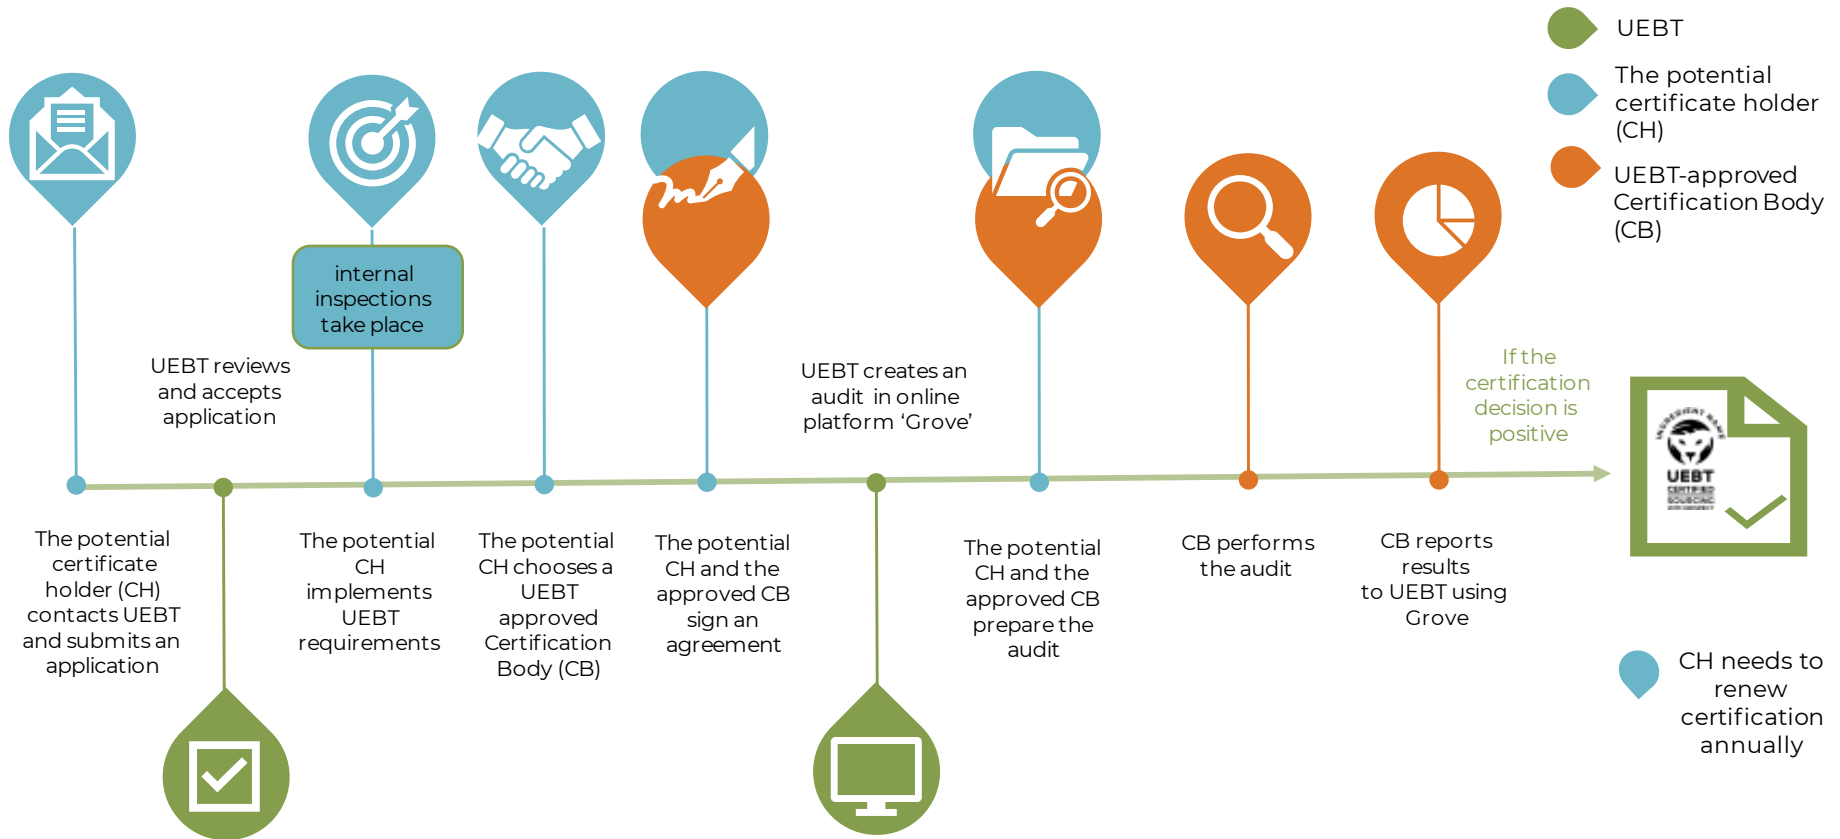 UEBT
The potential
certificate holder
(CH)
UEBT-approved
Certification Body
(CB)
internal
inspections
take place
UEBT reviews
and accepts
application
UEBT creates an
audit in online
platform ‘Grove’
If the
certification
decision is
positive
INGREDIENT NAME
UEBT
CERTIFIED
SOURCING
The potential
certificate
holder (CH)
contacts UEBT
and submits an
application
The potential
CH
implements
UEBT
requirements
The potential
CH chooses a
UEBT
approved
Certification
Body (CB)
The potential
CH and the
approved CB
sign an
agreement
The potential
CH and the
approved CB
prepare the
audit
CB performs
the audit
CB reports
results
to UEBT using
Grove
CH needs to
renew
certification
annually